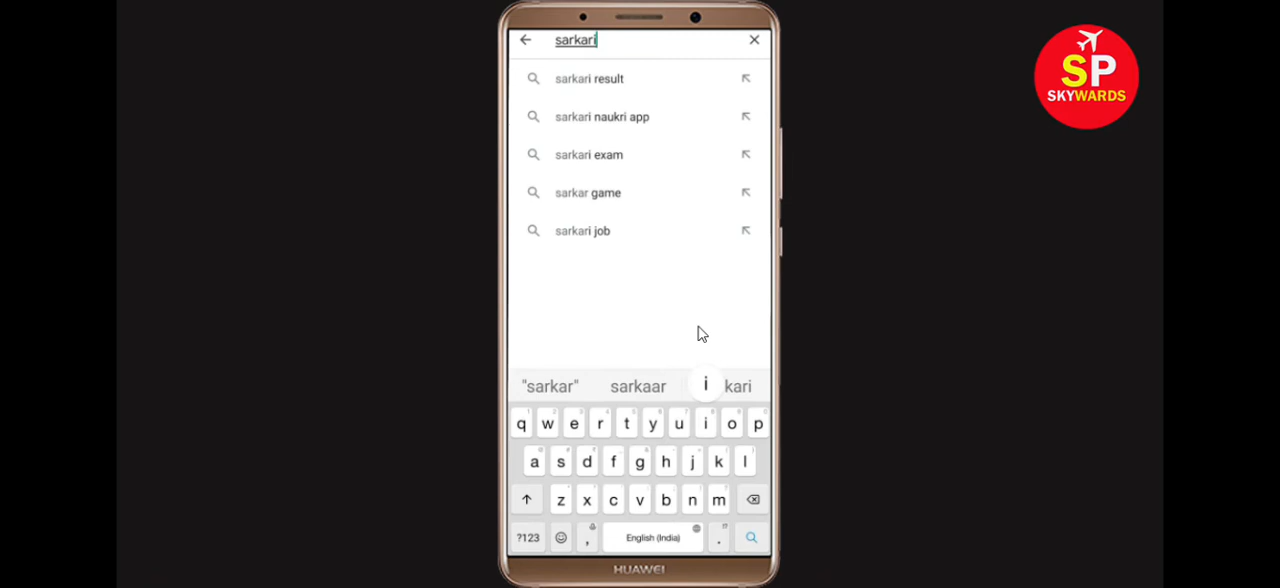 sarkari
SP
SKYWARDS
sarkari result
sarkari naukri app
sarkari exam
sarkar game
sarkari job
"sarkar" sarkaar i kari
q w e r t y u i o p
a s d f g h j k l
z x c v b n m
?123 , English (India) .
HUAWEI